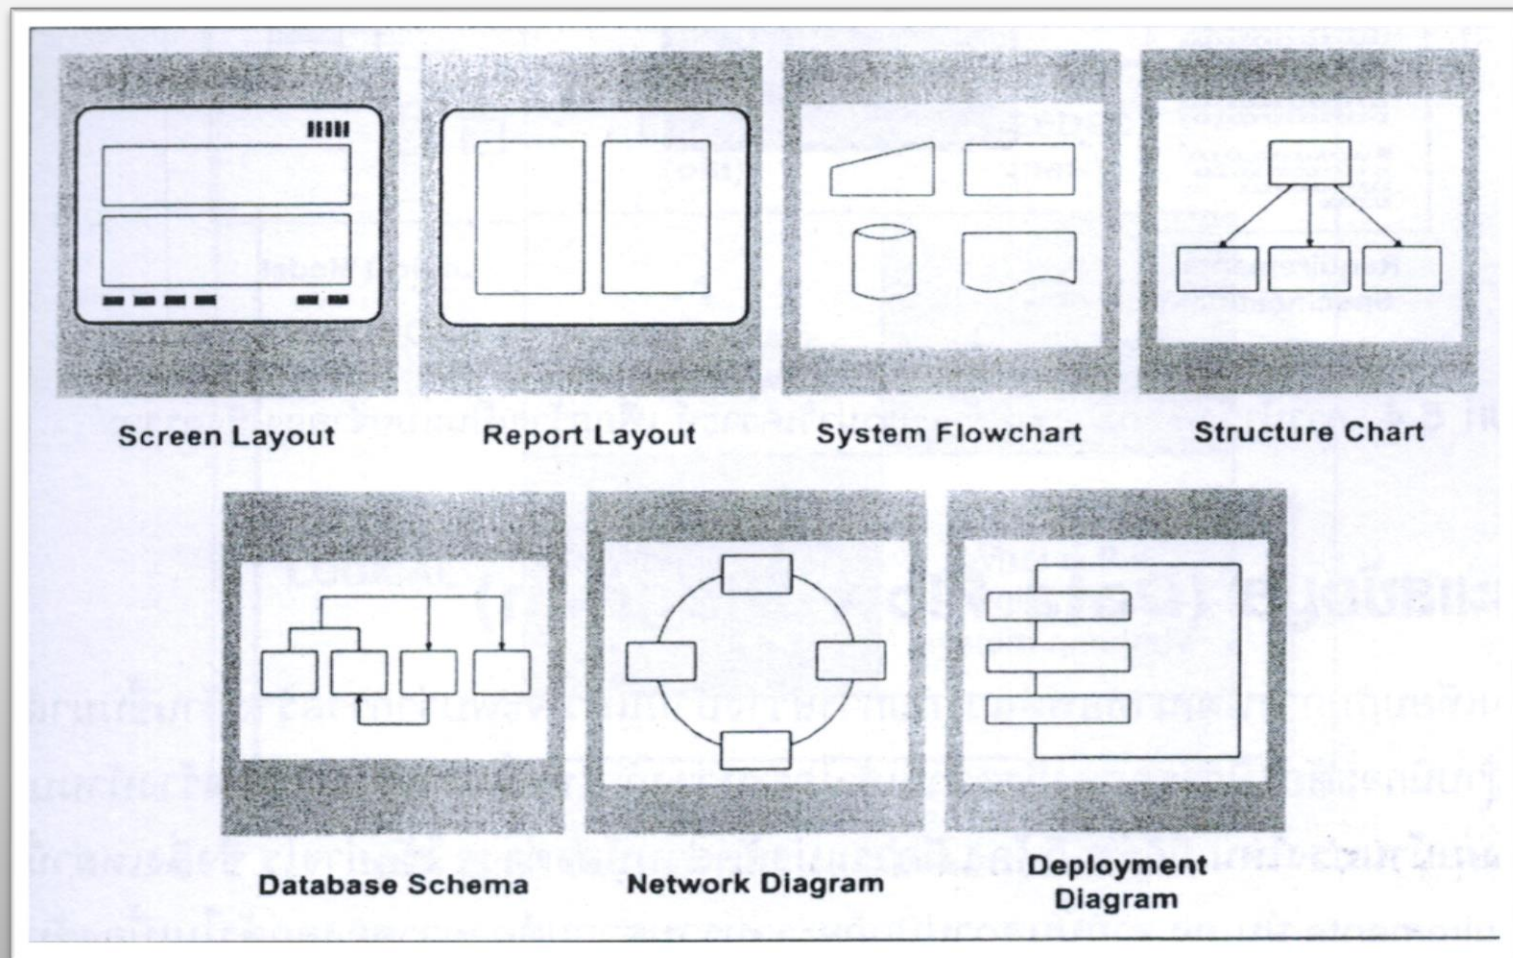 Screen Layout
Report Layout
System Flowchart
Structure Chart
Database Schema
Network Diagram
Deployment
Diagram